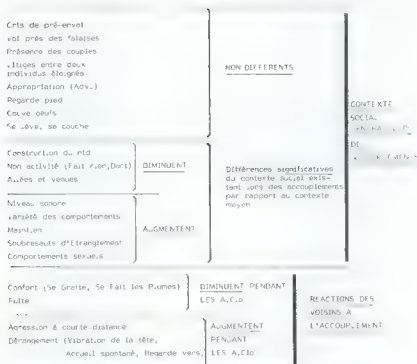 Cris de pré-envol
vol près des falaises
Présence des couples
entre deux
individus éloignés
Appropriation (Adv.)
Regarde pied
Couve oeufs
Se lève, se couche
NON DIFFERENTS
CONTEXTE
SOCIAL
DE
Construction du nid
Non activité (Fait rien, Dort)
Allées et venues
DIMINUENT
Niveau sonore
Variété des comportements
Maintien
Soubresauts d'Etranglement
Comportements sexuels
AUGMENTENT
Différences significatives
du contexte social exis-
tant lors des accouplements
par rapport au contexte
moyen
Confort (Se Gratte, Se Fait les Plumes)
Fuite
DIMINUENT PENDANT
LES A.C.
Agression à courte distance
Dérangement (Vibration de la tête,
Accueil spontané, Regarde vers,
AUGMENTENT
PENDANT
LES A.C
REACTIONS DES
VOISINS A
L'ACCOUPLEMENT